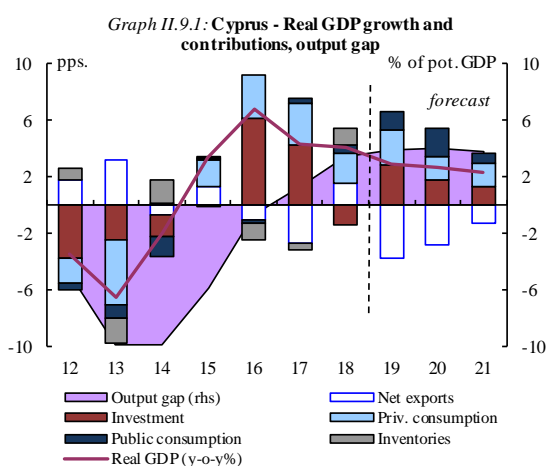 Graph II.9.1: Cyprus - Real GDP growth and
contributions, output gap
pps. % of pot. GDP
forecast
10 10
6 6
2 2
-2 -2
-6 -6
-10 -10
12 13 14 15 16 17 18 19 20 21
Output gap (rhs) Net exports
Investment Priv. consumption
Public consumption Inventories
Real GDP (y-o-y%)